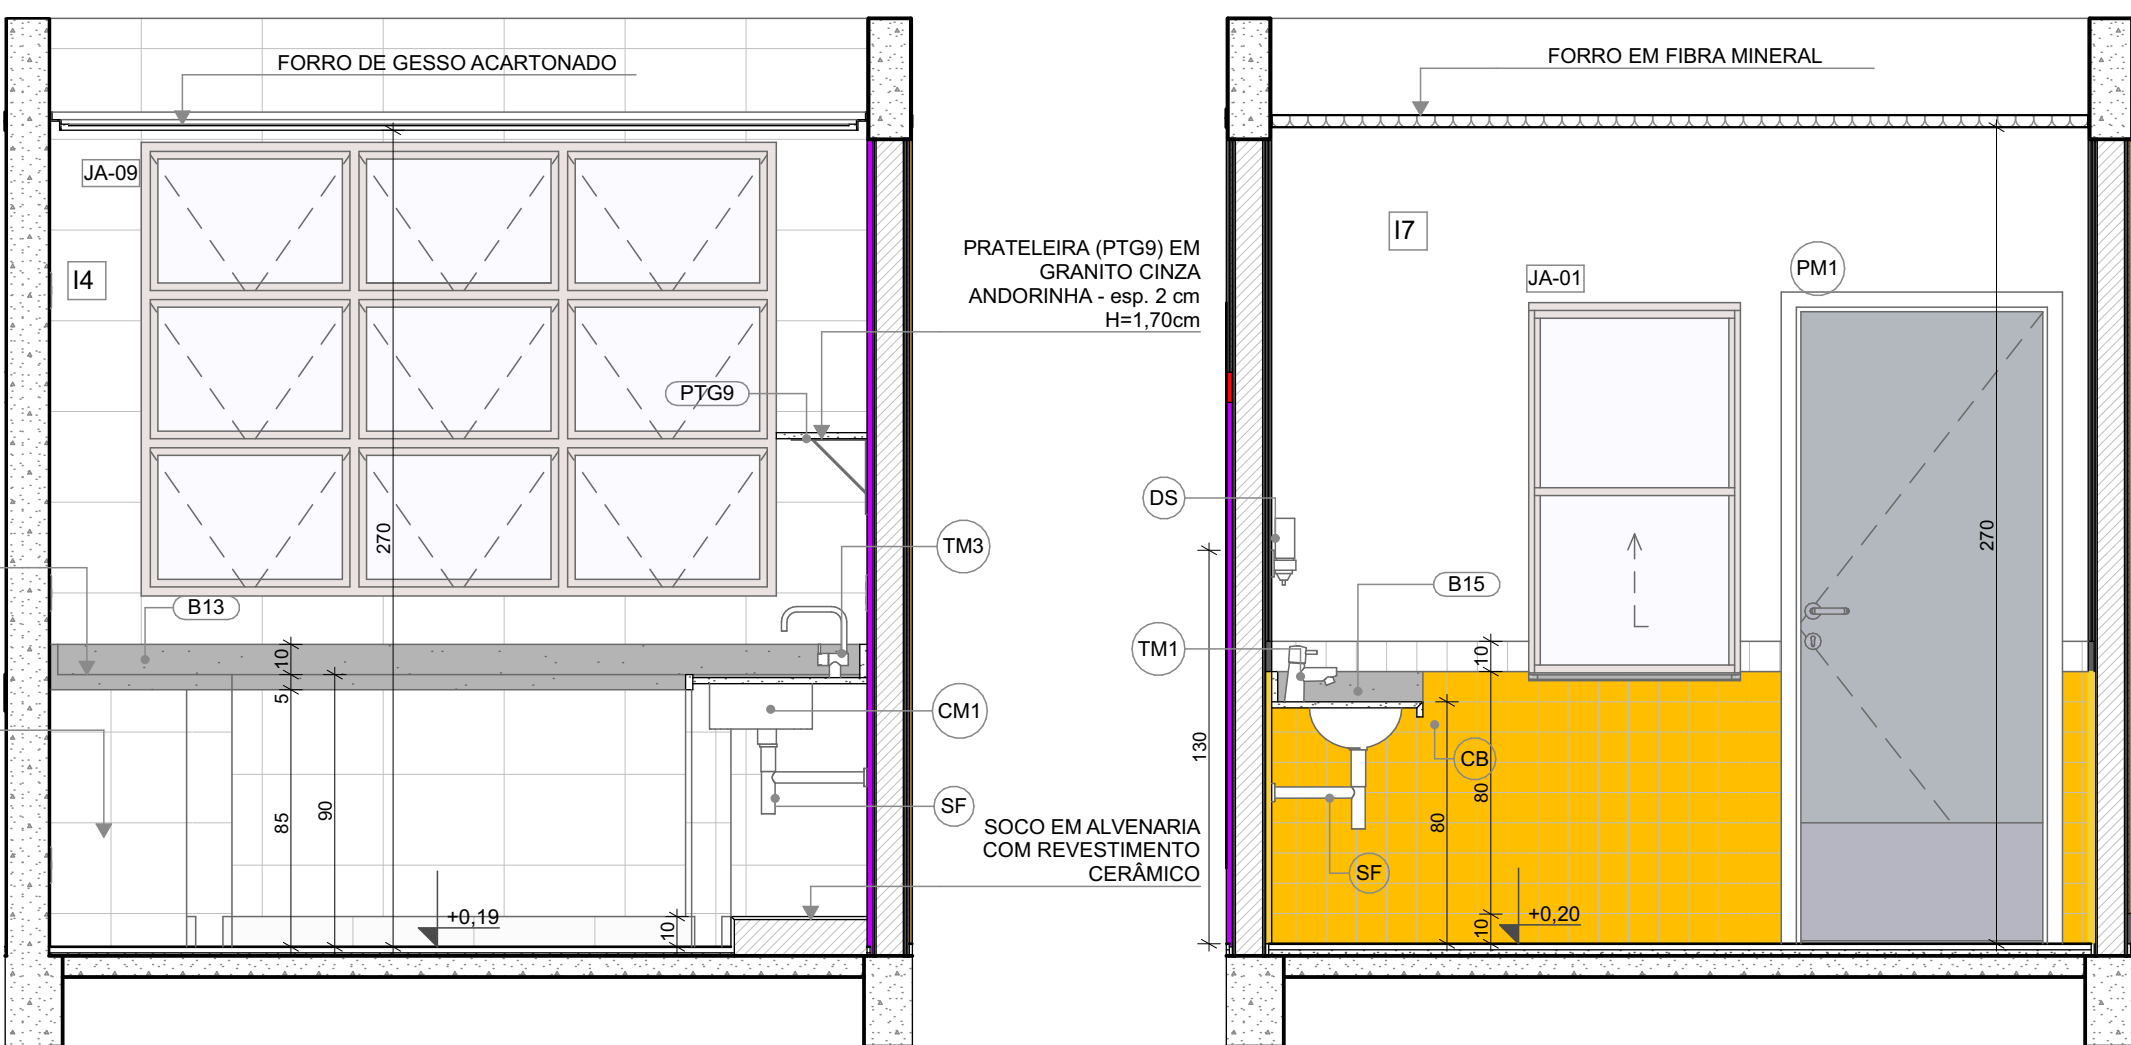 FORRO DE GESSO ACARTONADO
JA-09
I4
270
PTG9
B13
10
5
85
90
+0,19
10
TM3
CM1
SF
PRATELEIRA (PTG9) EM
GRANITO CINZA
ANDORINHA - esp. 2 cm
H=1,70cm
SOCO EM ALVENARIA
COM REVESTIMENTO
CERÂMICO
FORRO EM FIBRA MINERAL
I7
JA-01
PM1
270
DS
B15
TM1
10
130
CB
80
80
SF
10
+0,20